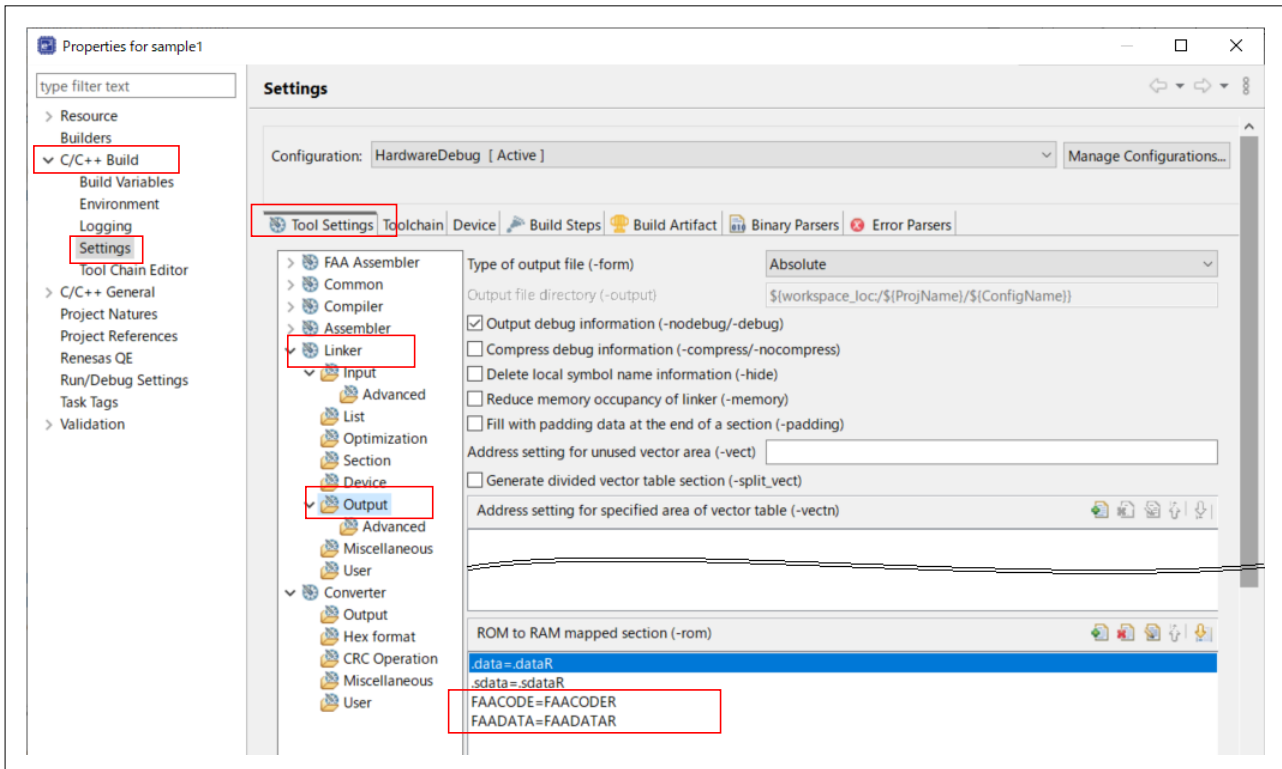 Properties for sample1
type filter text
Resource
Builders
C/C++ Build
Build Variables
Environment
Logging
Settings
Tool Chain Editor
C/C++ General
Project Natures
Project References
Renesas QE
Run/Debug Settings
Task Tags
Validation
Settings
Configuration: HardwareDebug [ Active ] Manage Configurations...
Tool Settings Toolchain Device Build Steps Build Artifact Binary Parsers Error Parsers
FAA Assembler
Common
Compiler
Assembler
Linker
Input
Advanced
List
Optimization
Section
Device
Output
Advanced
Miscellaneous
User
Converter
Output
Hex format
CRC Operation
Miscellaneous
User
Type of output file (-form) Absolute
Output file directory (-output) ${workspace_loc:/${ProjName}/${ConfigName}}
Output debug information (-nodebug/-debug)
Compress debug information (-compress/-nocompress)
Delete local symbol name information (-hide)
Reduce memory occupancy of linker (-memory)
Fill with padding data at the end of a section (-padding)
Address setting for unused vector area (-vect)
Generate divided vector table section (-split_vect)
Address setting for specified area of vector table (-vectn)
ROM to RAM mapped section (-rom)
.data=.dataR
.sdata=.sdataR
FAACODE=FAACODER
FAADATA=FAADATAR